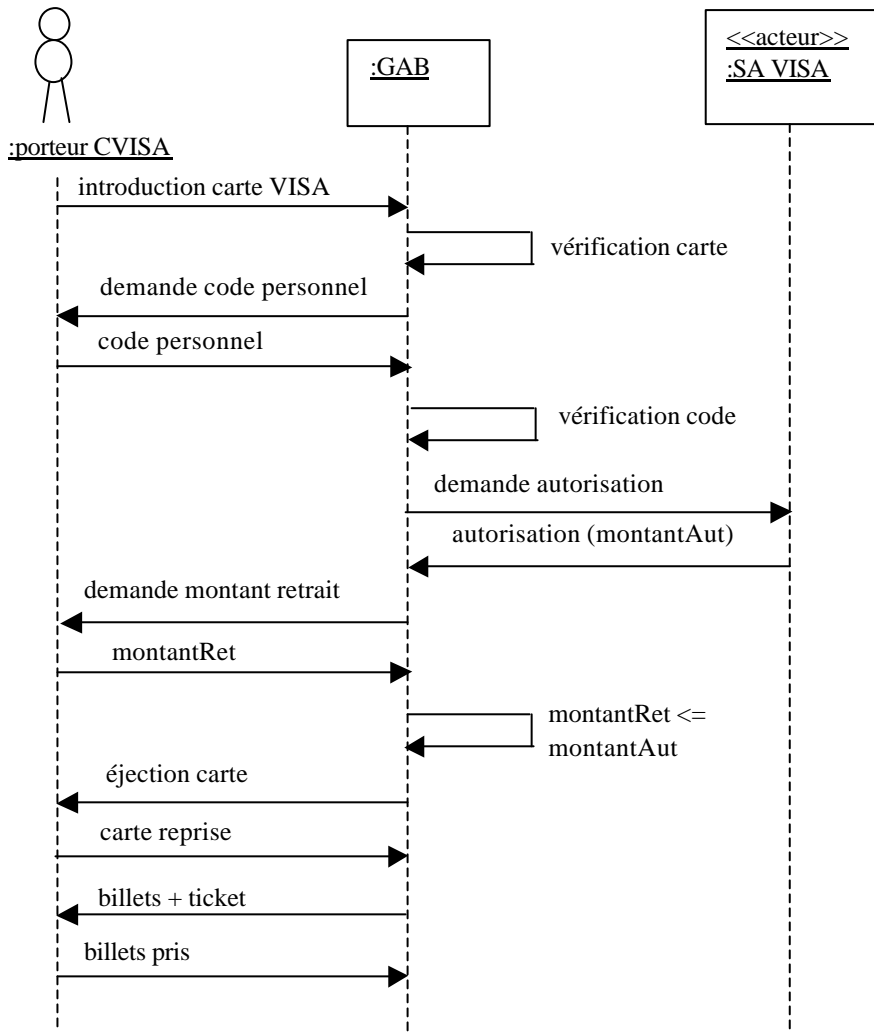 <<acteur>>
:GAB
:SA VISA
:porteur CVISA
introduction carte VISA
vérification carte
demande code personnel
code personnel
vérification code
demande autorisation
autorisation (montantAut)
demande montant retrait
montantRet
montantRet <=
montantAut
éjection carte
carte reprise
billets + ticket
billets pris